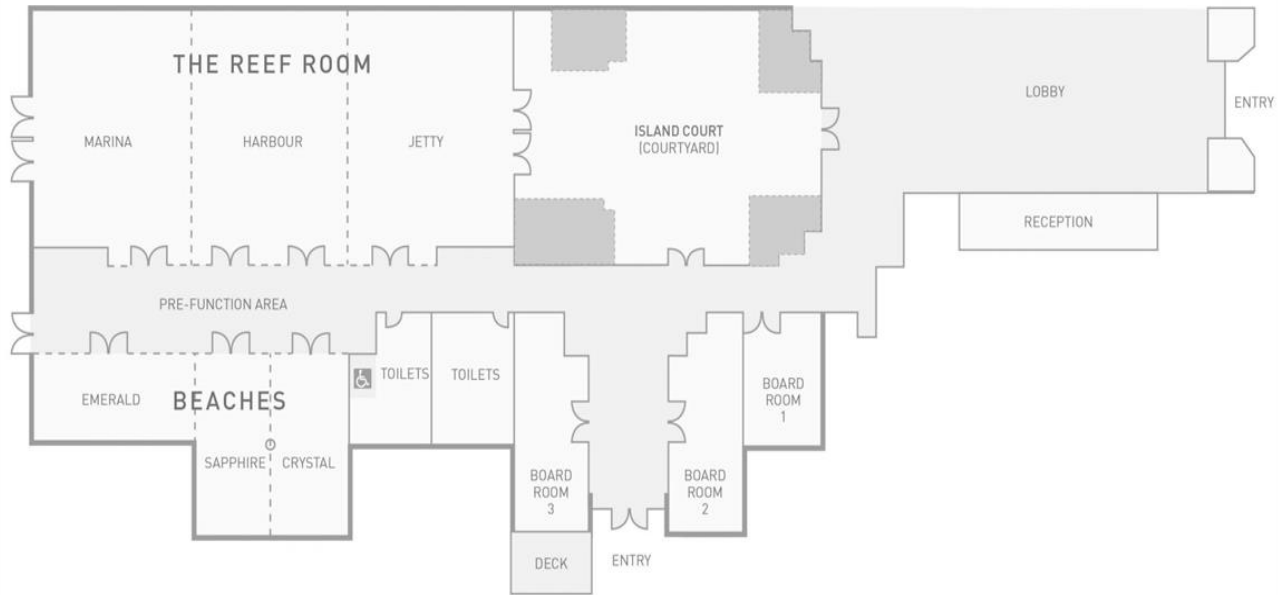 THE REEF ROOM
MARINA
HARBOUR
JETTY
ISLAND COURT
(COURTYARD)
LOBBY
ENTRY
RECEPTION
PRE-FUNCTION AREA
EMERALD
BEACHES
SAPPHIRE
CRYSTAL
TOILETS
TOILETS
BOARD
ROOM
3
BOARD
ROOM
2
BOARD
ROOM
1
DECK
ENTRY